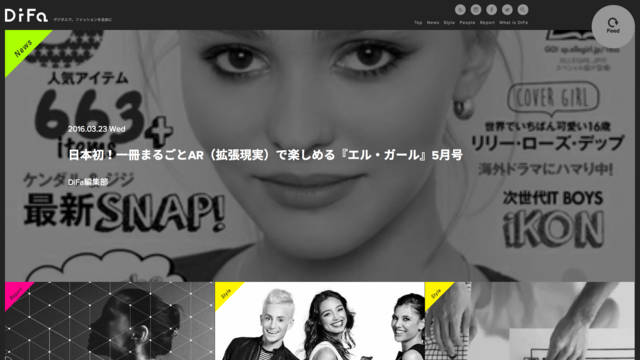 DiFa
デジタルで、ファッションを自由に
Top News Style People Report What is DiFa
Feed
News
人気アイテム
663+
items
ケンダル&ジジ
最新SNAP!
2016.03.23 Wed
日本初！一冊まるごとAR（拡張現実）で楽しめる『エル・ガール』5月号
DiFa編集部
COVER GIRL
世界でいちばん可愛い16歳
リリー・ローズ・デップ
海外ドラマにハマり中!
次世代IT BOYS
iKON
Style
Style